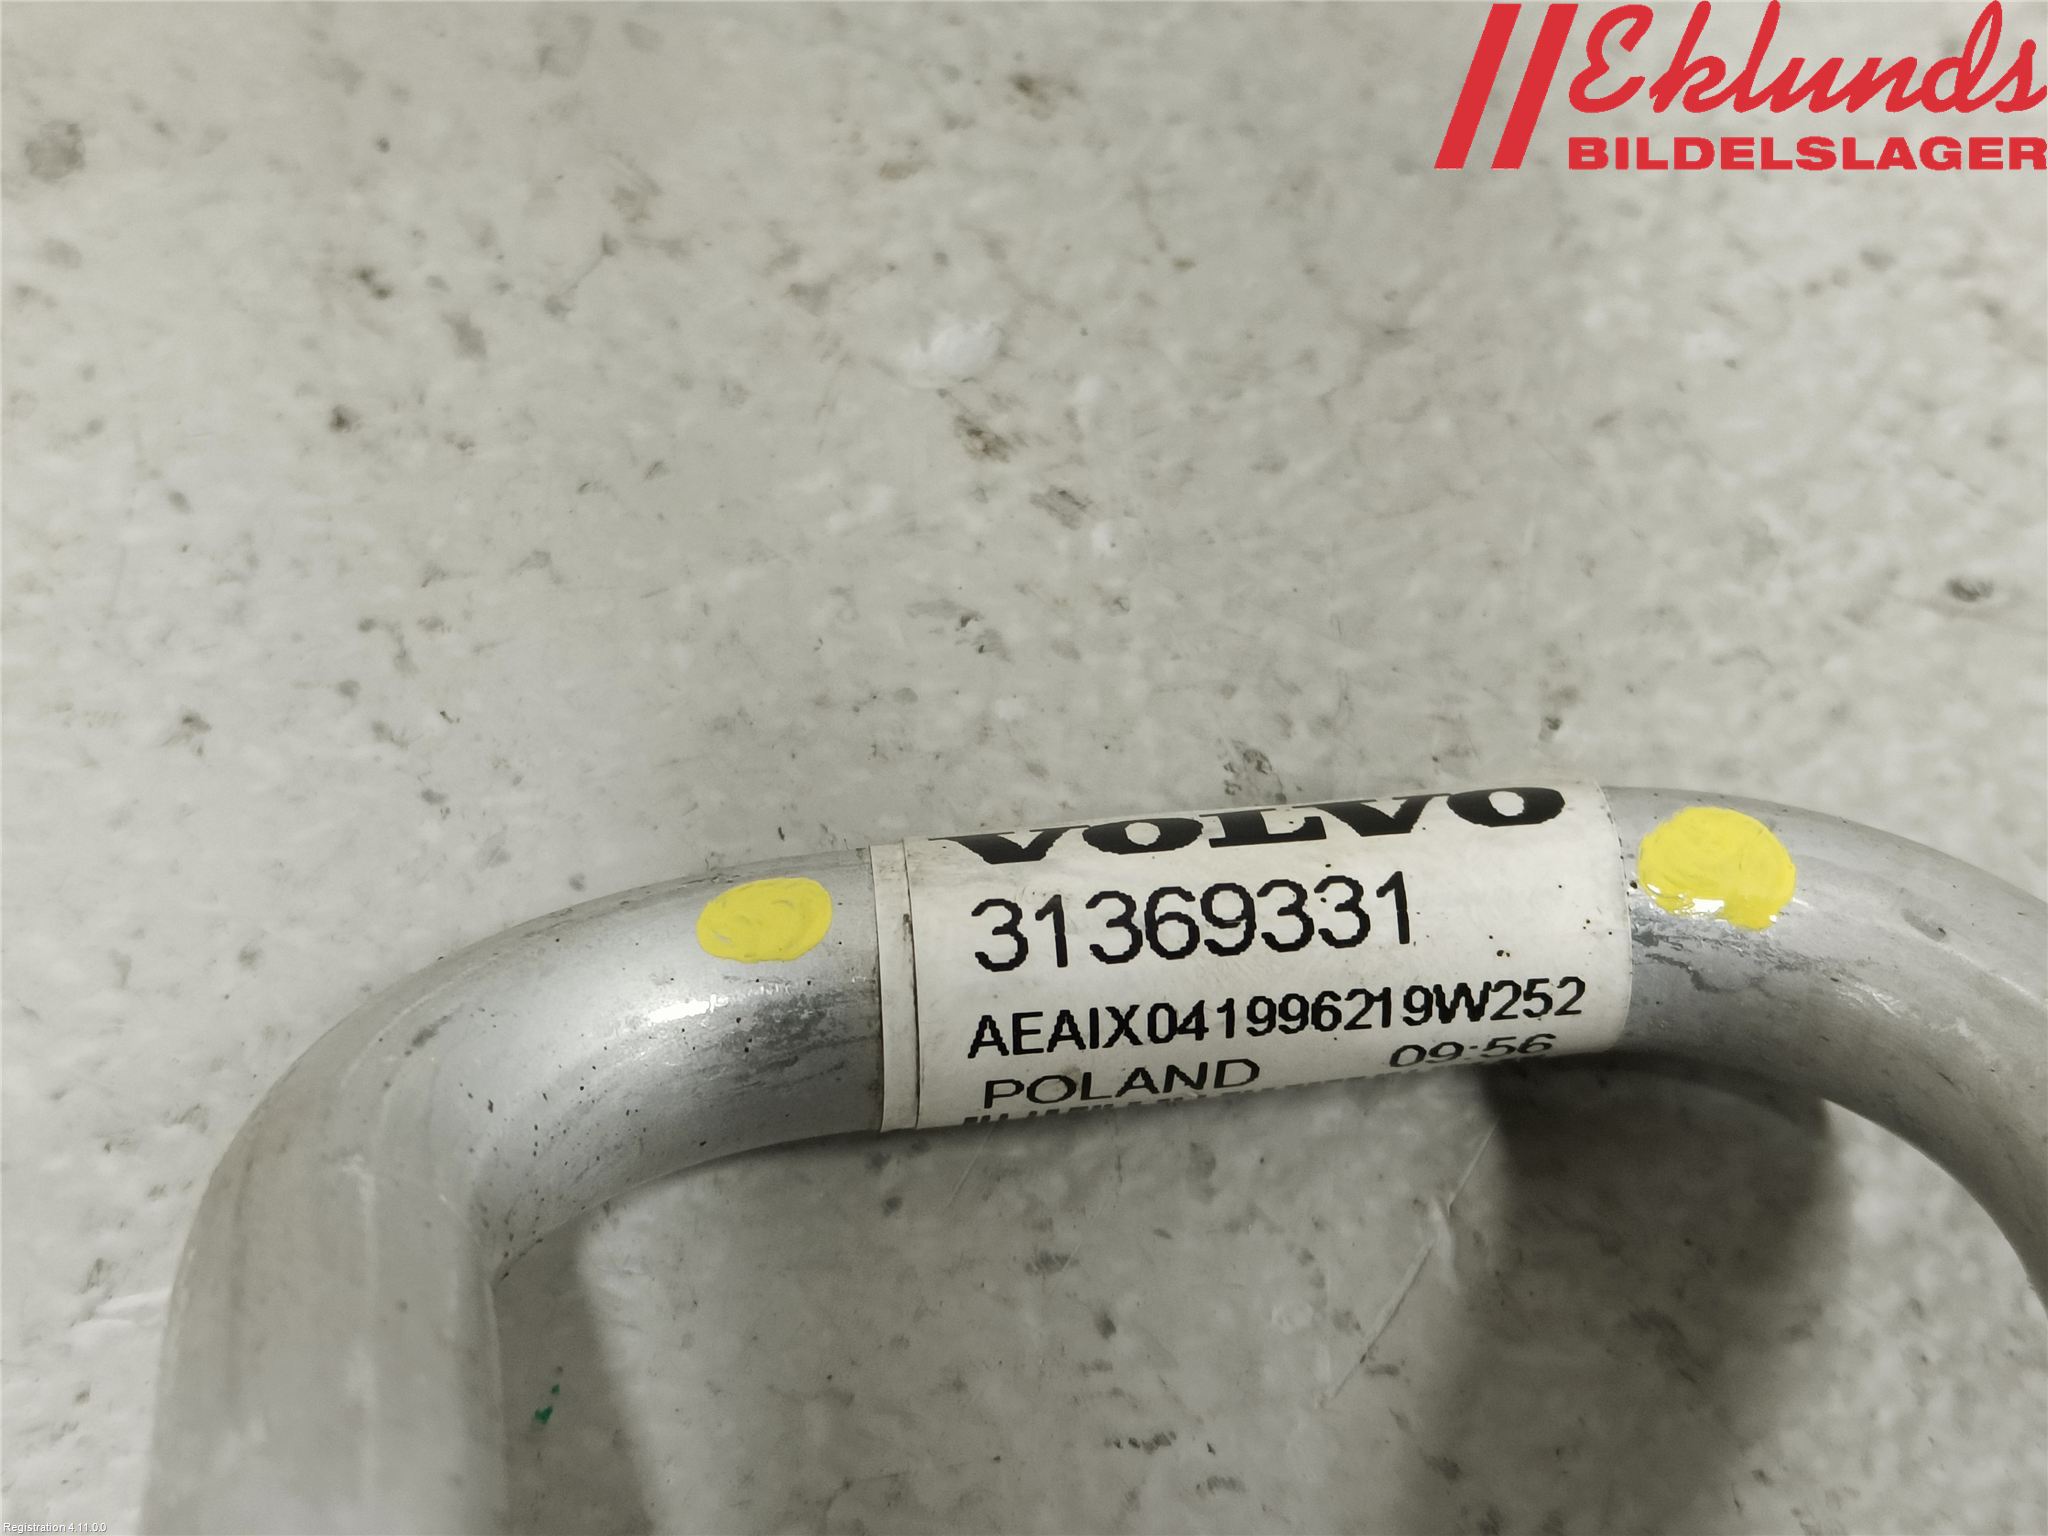 Eklunds
BILDELSLAGER
VOLVO
31369331
AEAIX041996219W252
POLAND 09:56
Registration 4.11.0.0